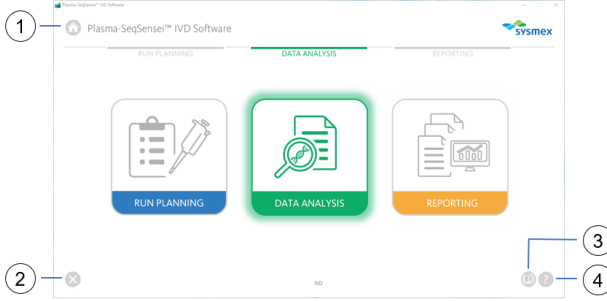 Plasma-SeqSensei™ IVD Software
1
Plasma-SeqSensei™ IVD Software
sysmex
RUN PLANNING
DATA ANALYSIS
REPORTING
RUN PLANNING
DATA ANALYSIS
REPORTING
3
2
IVD
?
4